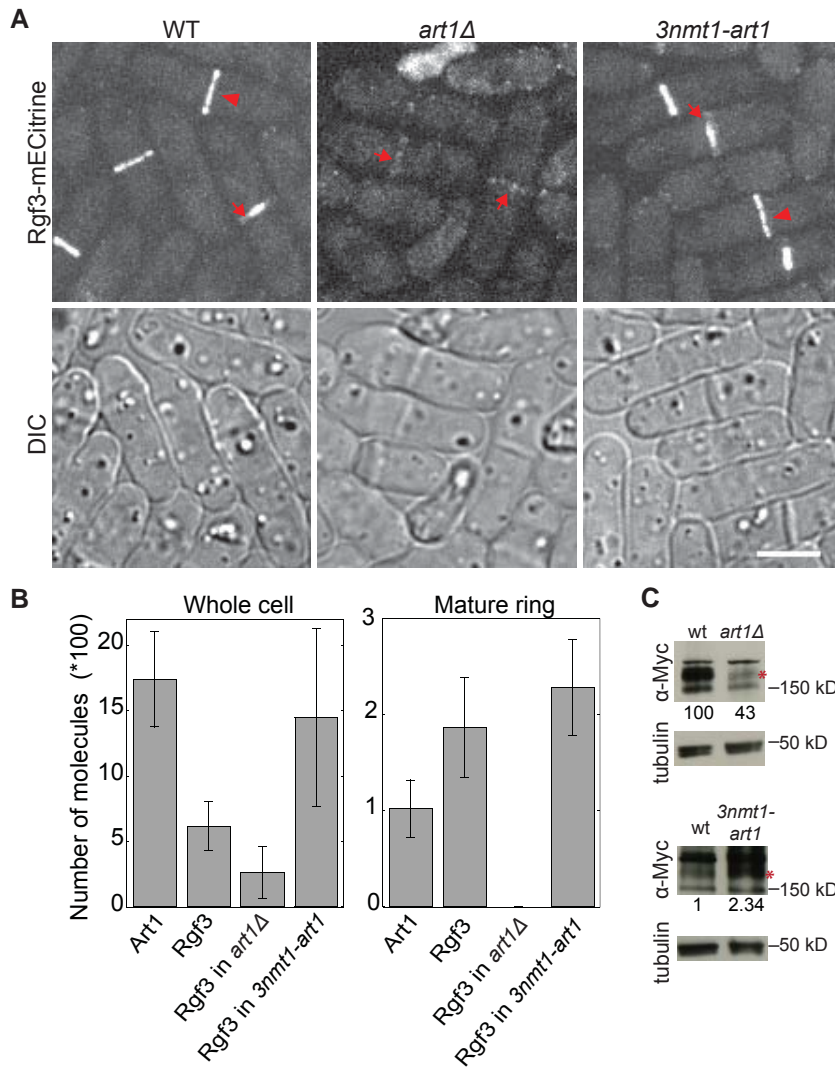 A
WT
art1Δ
3nmt1-art1
Rgf3-mECitrine
DIC
B
Whole cell
Mature ring
Number of molecules (*100)
20
15
10
5
0
3
2
1
0
Art1
Rgf3
Rgf3 in art1Δ
Rgf3 in 3nmt1-art1
Art1
Rgf3
Rgf3 in art1Δ
Rgf3 in 3nmt1-art1
C
wt art1Δ
α-Myc
*
–150 kD
100 43
tubulin
–50 kD
3nmt1-
wt art1
α-Myc
*
–150 kD
1 2.34
tubulin
–50 kD